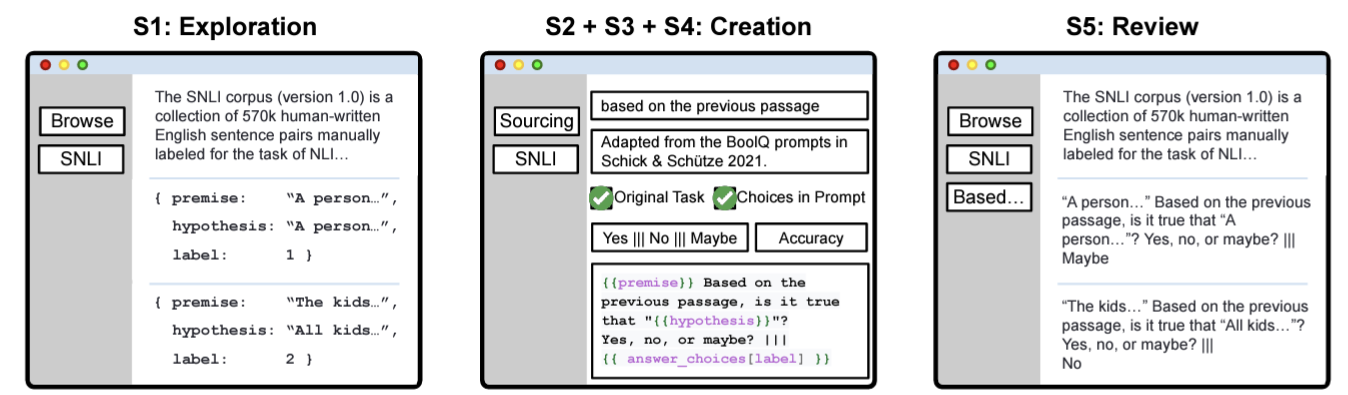 S1: Exploration
Browse
SNLI
The SNLI corpus (version 1.0) is a
collection of 570k human-written
English sentence pairs manually
labeled for the task of NLI…
{ premise: “A person…”,
hypothesis: “A person…”,
label: 1 }
{ premise: “The kids…”,
hypothesis: “All kids…”,
label: 2 }
S2 + S3 + S4: Creation
Sourcing
SNLI
based on the previous passage
Adapted from the BoolQ prompts in
Schick & Schütze 2021.
Original Task Choices in Prompt
Yes ||| No ||| Maybe Accuracy
{{premise}} Based on the
previous passage, is it true
that "{{hypothesis}}"?
Yes, no, or maybe? |||
{{ answer_choices[label] }}
S5: Review
Browse
SNLI
Based…
The SNLI corpus (version 1.0) is a
collection of 570k human-written
English sentence pairs manually
labeled for the task of NLI…
“A person…” Based on the previous
passage, is it true that “A
person…”? Yes, no, or maybe? |||
Maybe
“The kids…” Based on the previous
passage, is it true that “All kids…”?
Yes, no, or maybe? |||
No